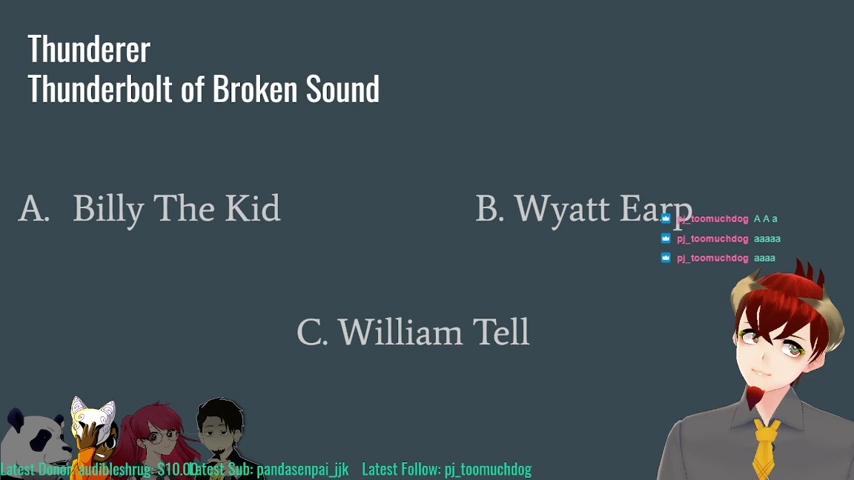 Thunderer
Thunderbolt of Broken Sound
A. Billy The Kid
B. Wyatt Earp
pj_toomuchdog A A a
pj_toomuchdog aaaaa
pj_toomuchdog aaaa
C. William Tell
Latest Donor: audibleshrug: $10.00 Latest Sub: pandasenpai_jjk Latest Follow: pj_toomuchdog